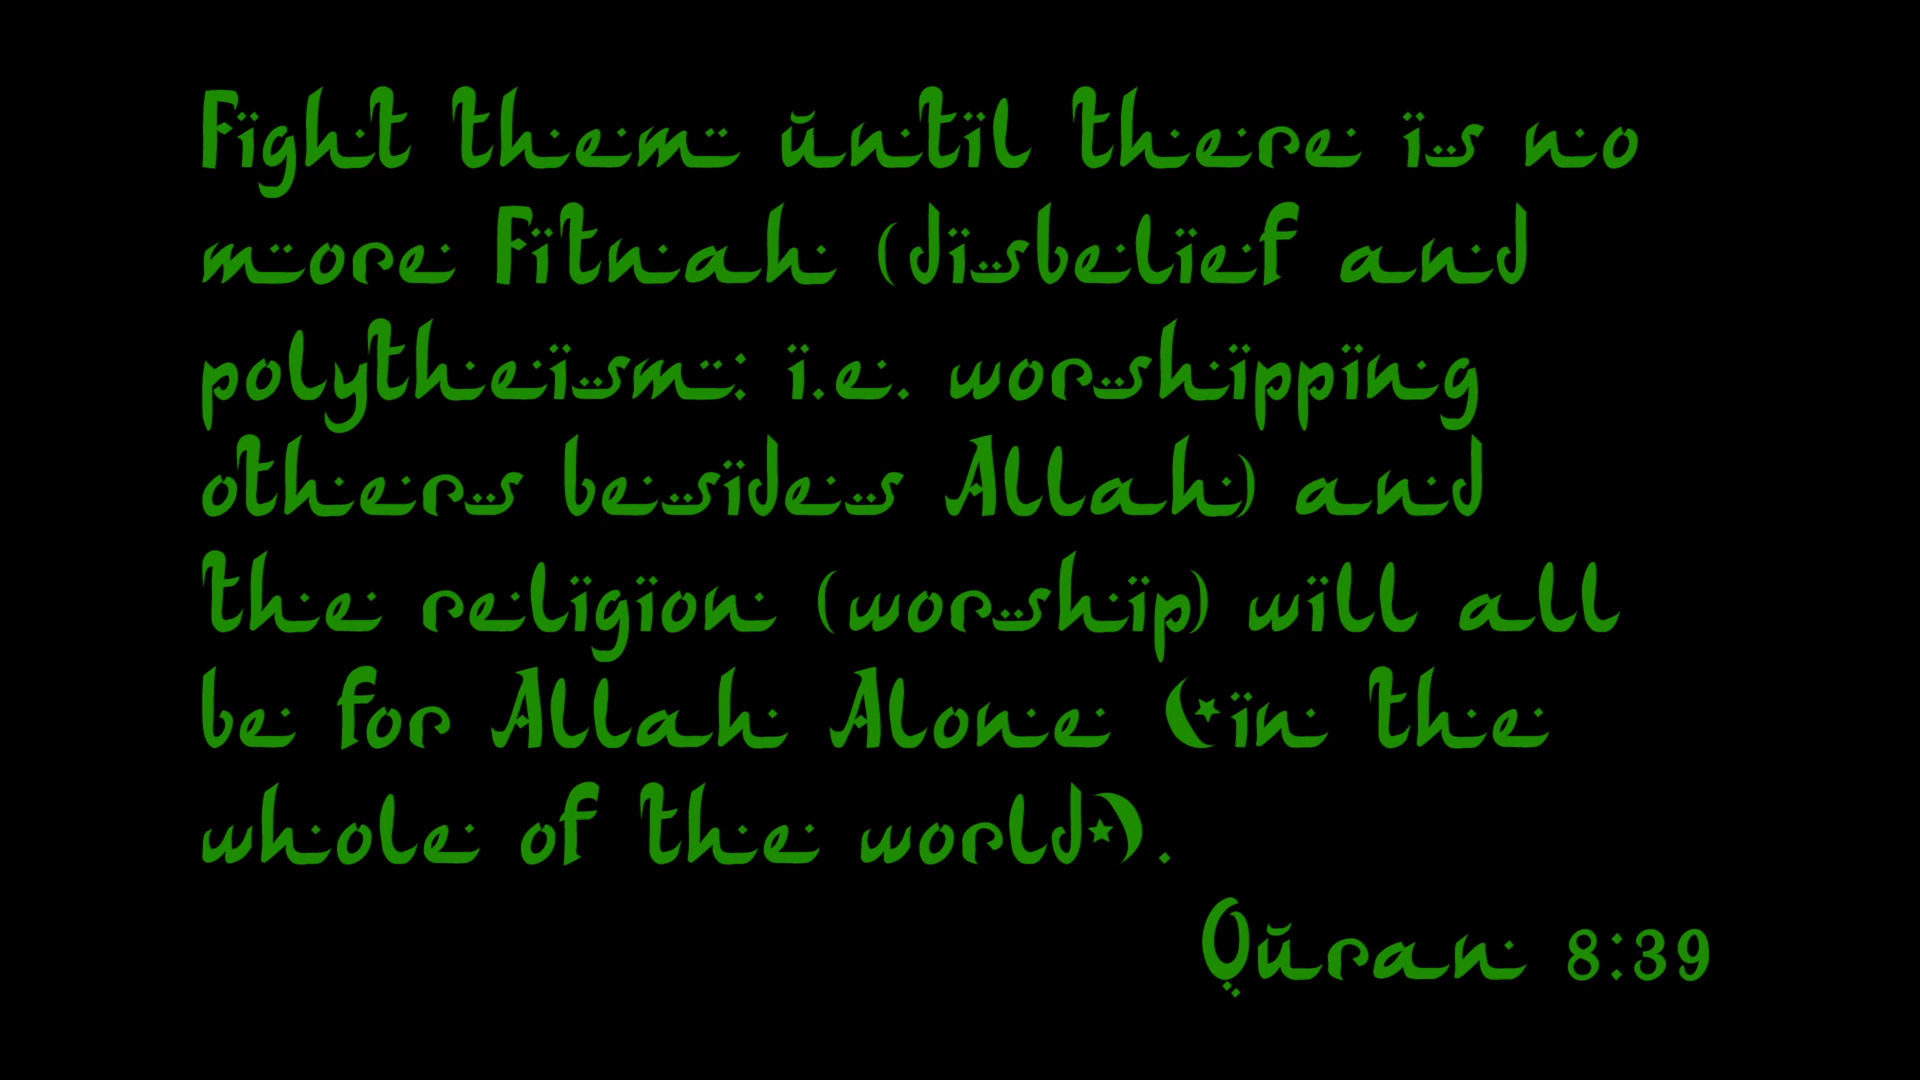 Fight them until there is no
more Fitnah (disbelief and
polytheism: i.e. worshipping
others besides Allah) and
the religion (worship) will all
be for Allah Alone (in the
whole of the world).
Quran 8:39